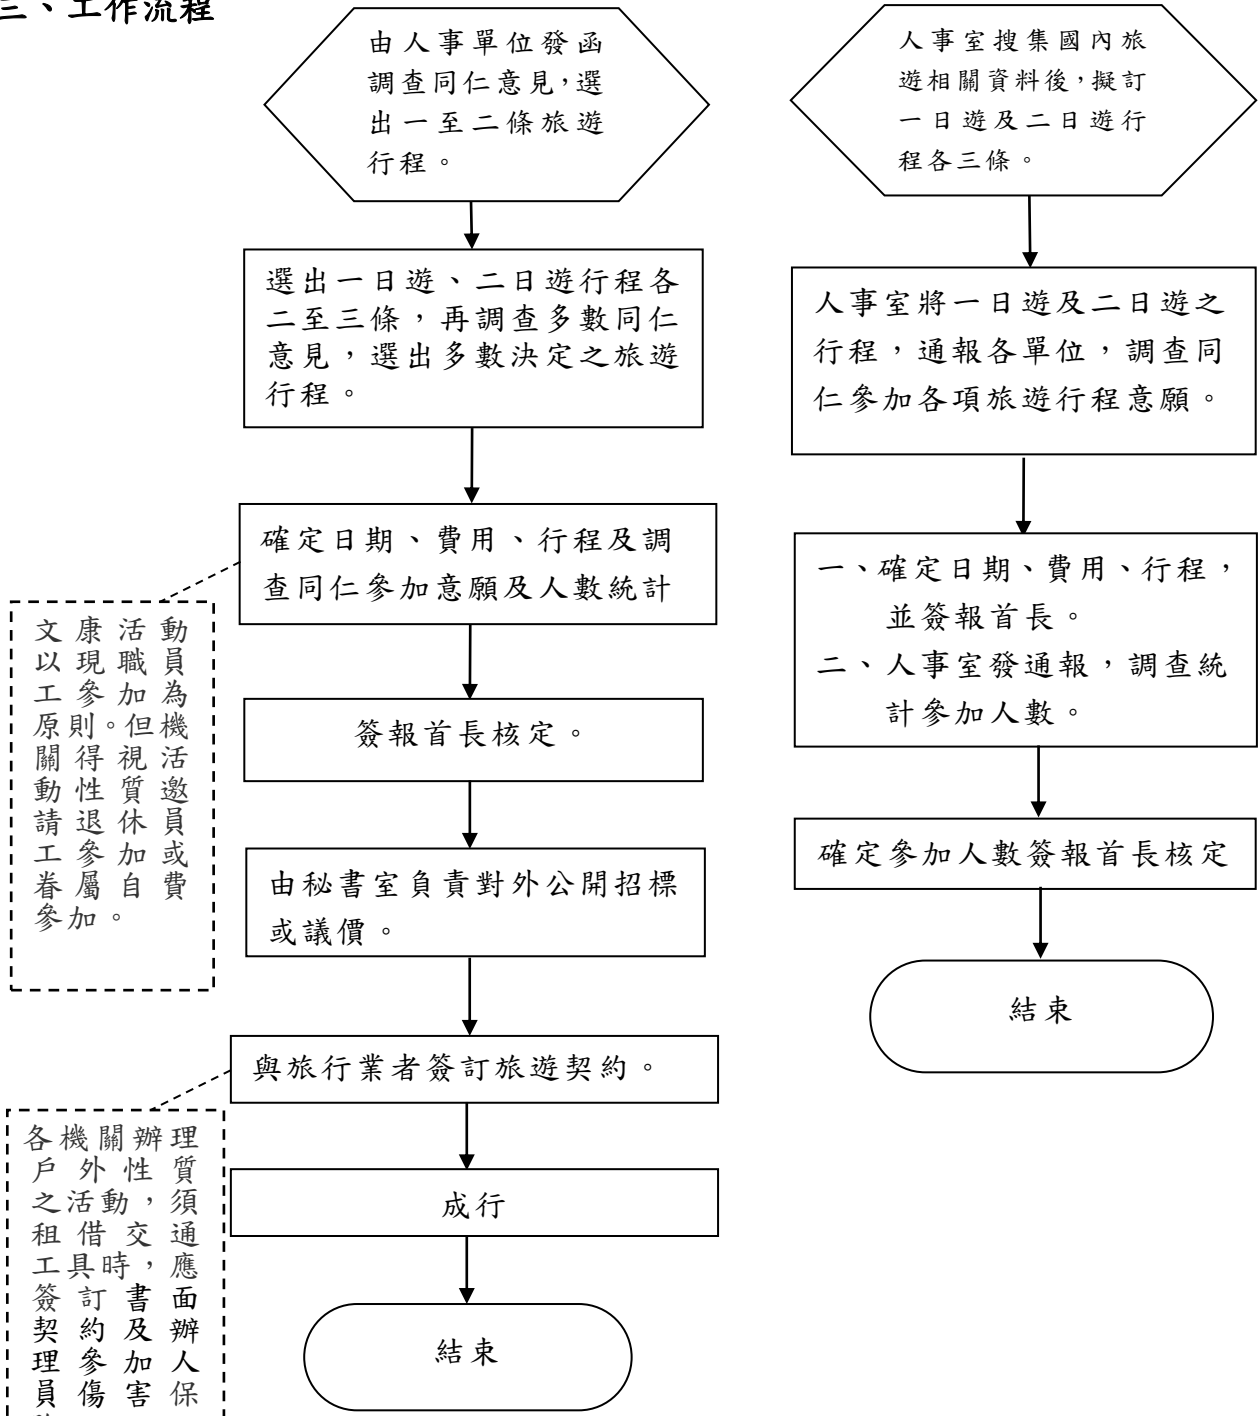 三、工作流程
由人事單位發函
調查同仁意見,選
出一至二條旅遊
行程。
選出一日遊、二日遊行程各
二至三條,再調查多數同仁
意見,選出多數決定之旅遊
行程。
確定日期、費用、行程及調
查同仁參加意願及人數統計
文康活動
以現職員
工參加為
原則。但機
關得視活
動性質邀
請退休員
工參加或
眷屬自費
參加。
簽報首長核定。
由秘書室負責對外公開招標
或議價。
與旅行業者簽訂旅遊契約。
各機關辦理
戶外性質
之活動,須
租借交通
工具時,應
簽訂書面
契約及辦
理參加人
員傷害保
成行
結束
人事室搜集國內旅
遊相關資料後,擬訂
一日遊及二日遊行
程各三條。
人事室將一日遊及二日遊之
行程,通報各單位,調查同
仁參加各項旅遊行程意願。
一、確定日期、費用、行程,
並簽報首長。
二、人事室發通報,調查統
計參加人數。
確定參加人數簽報首長核定
結束